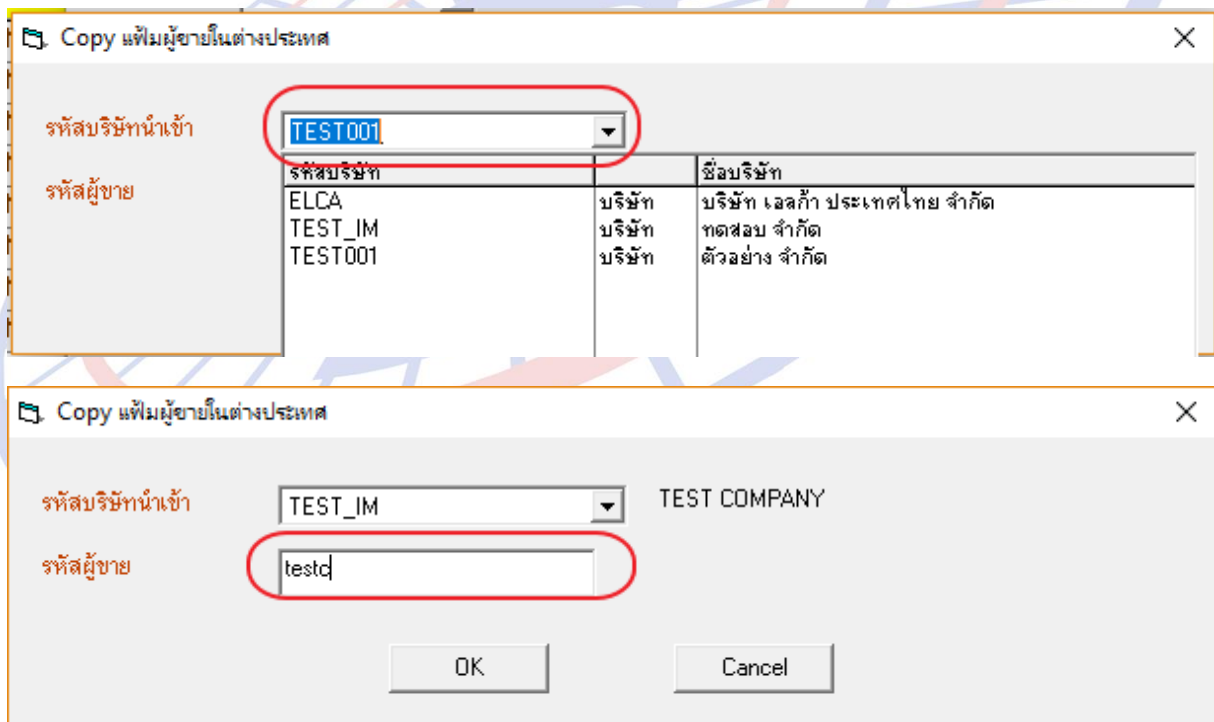 Copy แฟ้มผู้ขายในต่างประเทศ
รหัสบริษัทนำเข้า TEST001
รหัสผู้ขาย
รหัสบริษัท ชื่อบริษัท
ELCA บริษัท บริษัท เอลก้า ประเทศไทย จำกัด
TEST_IM บริษัท ทดสอบ จำกัด
TEST001 บริษัท ตัวอย่าง จำกัด
Copy แฟ้มผู้ขายในต่างประเทศ
รหัสบริษัทนำเข้า TEST_IM TEST COMPANY
รหัสผู้ขาย testc
OK Cancel